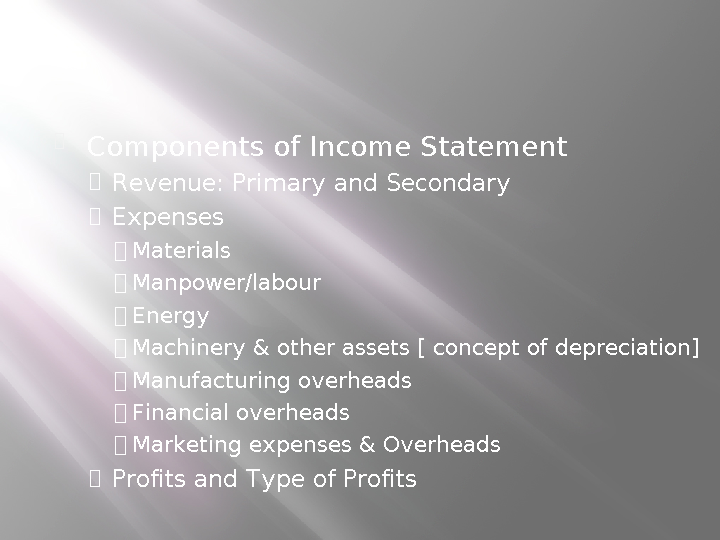 Components of Income Statement
Revenue: Primary and Secondary
Expenses
Materials
Manpower/labour
Energy
Machinery & other assets [ concept of depreciation]
Manufacturing overheads
Financial overheads
Marketing expenses & Overheads
Profits and Type of Profits